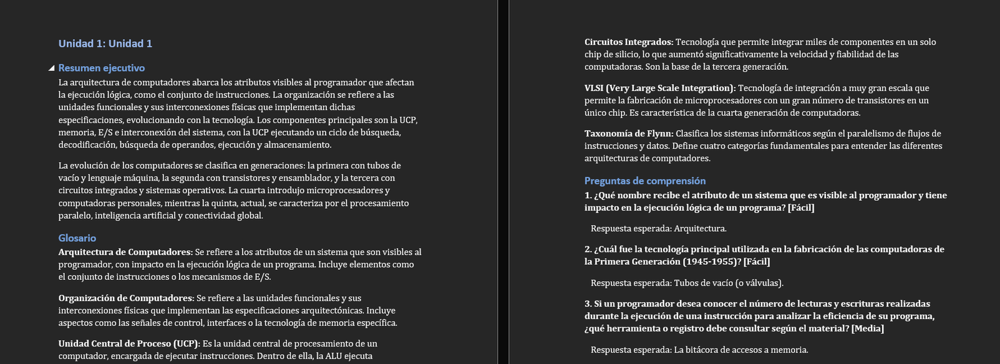 Unidad 1: Unidad 1
Resumen ejecutivo
La arquitectura de computadores abarca los atributos visibles al programador que afectan
la ejecución lógica, como el conjunto de instrucciones. La organización se refiere a las
unidades funcionales y sus interconexiones físicas que implementan dichas
especificaciones, evolucionando con la tecnología. Los componentes principales son la UCP,
memoria, E/S e interconexión del sistema, con la UCP ejecutando un ciclo de búsqueda,
decodificación, búsqueda de operandos, ejecución y almacenamiento.
La evolución de los computadores se clasifica en generaciones: la primera con tubos de
vacío y lenguaje máquina, la segunda con transistores y ensamblador, y la tercera con
circuitos integrados y sistemas operativos. La cuarta introdujo microprocesadores y
computadoras personales, mientras la quinta, actual, se caracteriza por el procesamiento
paralelo, inteligencia artificial y conectividad global.
Glosario
Arquitectura de Computadores: Se refiere a los atributos de un sistema que son visibles al
programador, con impacto en la ejecución lógica de un programa. Incluye elementos como
el conjunto de instrucciones o los mecanismos de E/S.
Organización de Computadores: Se refiere a las unidades funcionales y sus
interconexiones físicas que implementan las especificaciones arquitectónicas. Incluye
aspectos como las señales de control, interfaces o la tecnología de memoria específica.
Unidad Central de Proceso (UCP): Es la unidad central de procesamiento de un
computador, encargada de ejecutar instrucciones. Dentro de ella, la ALU ejecuta
Circuitos Integrados: Tecnología que permite integrar miles de componentes en un solo
chip de silicio, lo que aumentó significativamente la velocidad y fiabilidad de las
computadoras. Son la base de la tercera generación.
VLSI (Very Large Scale Integration): Tecnología de integración a muy gran escala que
permite la fabricación de microprocesadores con un gran número de transistores en un
único chip. Es característica de la cuarta generación de computadoras.
Taxonomía de Flynn: Clasifica los sistemas informáticos según el paralelismo de flujos de
instrucciones y datos. Define cuatro categorías fundamentales para entender las diferentes
arquitecturas de computadores.
Preguntas de comprensión
1. ¿Qué nombre recibe el atributo de un sistema que es visible al programador y tiene
impacto en la ejecución lógica de un programa? [Fácil]
Respuesta esperada: Arquitectura.
2. ¿Cuál fue la tecnología principal utilizada en la fabricación de las computadoras de
la Primera Generación (1945-1955)? [Fácil]
Respuesta esperada: Tubos de vacío (o válvulas).
3. Si un programador desea conocer el número de lecturas y escrituras realizadas
durante la ejecución de una instrucción para analizar la eficiencia de su programa,
¿qué herramienta o registro debe consultar según el material? [Media]
Respuesta esperada: La bitácora de accesos a memoria.